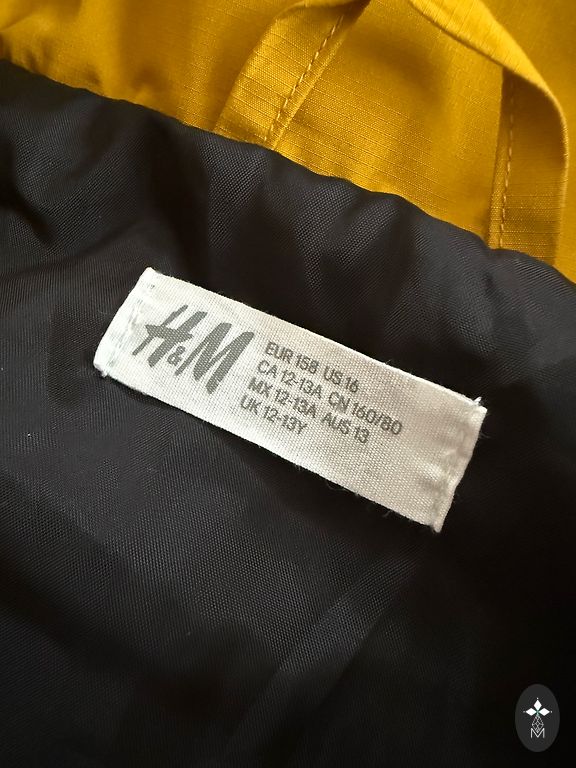 H&M
EUR 158 US 16
CA 12-13A CN 160/80
MX 12-13A AUS 13
UK 12-13Y
M